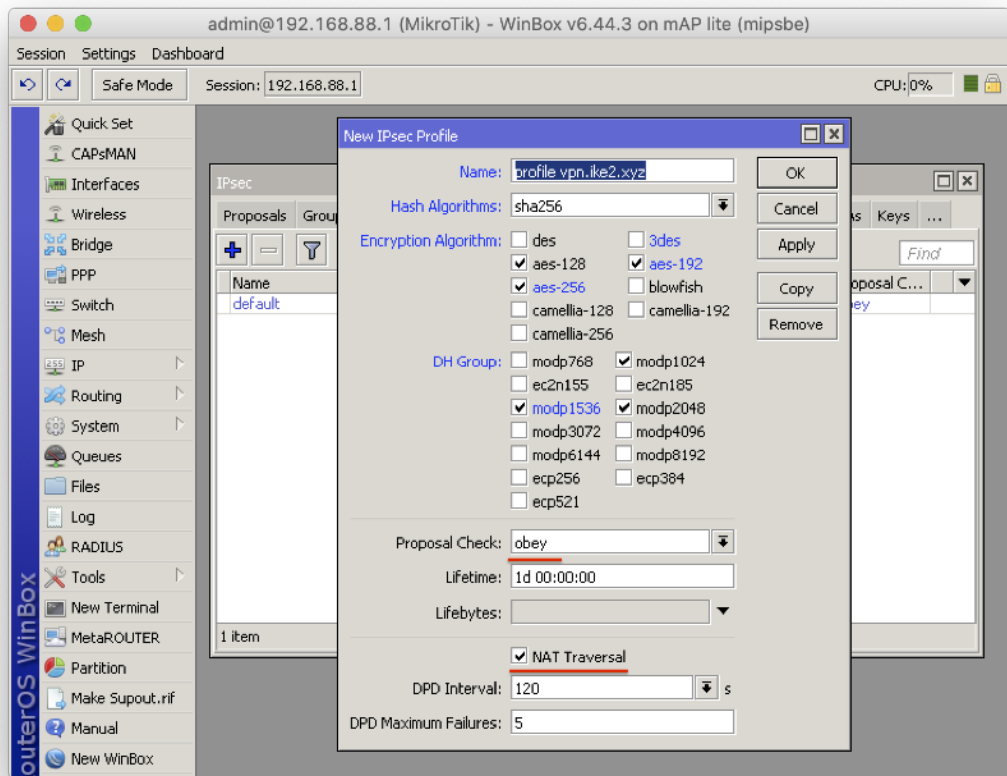 admin@192.168.88.1 (MikroTik) - WinBox v6.44.3 on mAP lite (mipsbe)
Session Settings Dashboard
Safe Mode Session: 192.168.88.1 CPU: 0%
Quick Set
CAPsMAN
Interfaces
Wireless
Bridge
PPP
Switch
Mesh
IP
Routing
System
Queues
Files
Log
RADIUS
Tools
New Terminal
MetaROUTER
Partition
Make Supout.rif
Manual
New WinBox
outerOS WinBox
IPsec
Proposals Grou
As Keys ...
Find
Name
oposal C...
default
ey
1 item
New IPsec Profile
Name: profile vpn.ike2.xyz
Hash Algorithms: sha256
Encryption Algorithm: des 3des
aes-128 aes-192
aes-256 blowfish
camellia-128 camellia-192
camellia-256
DH Group: modp768 modp1024
ec2n155 ec2n185
modp1536 modp2048
modp3072 modp4096
modp6144 modp8192
ecp256 ecp384
ecp521
Proposal Check: obey
Lifetime: 1d 00:00:00
Lifebytes:
NAT Traversal
DPD Interval: 120 s
DPD Maximum Failures: 5
OK
Cancel
Apply
Copy
Remove